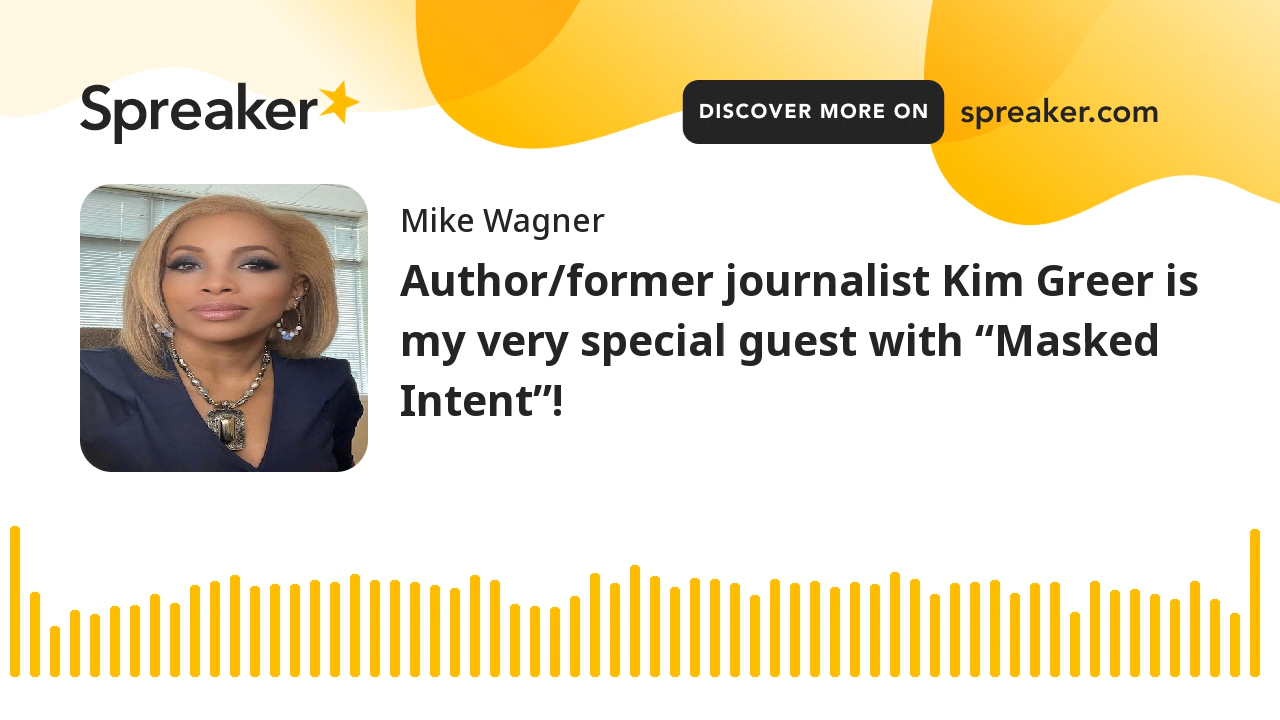 Spreaker
DISCOVER MORE ON
spreaker.com
Mike Wagner
Author/former journalist Kim Greer is
my very special guest with “Masked
Intent”!